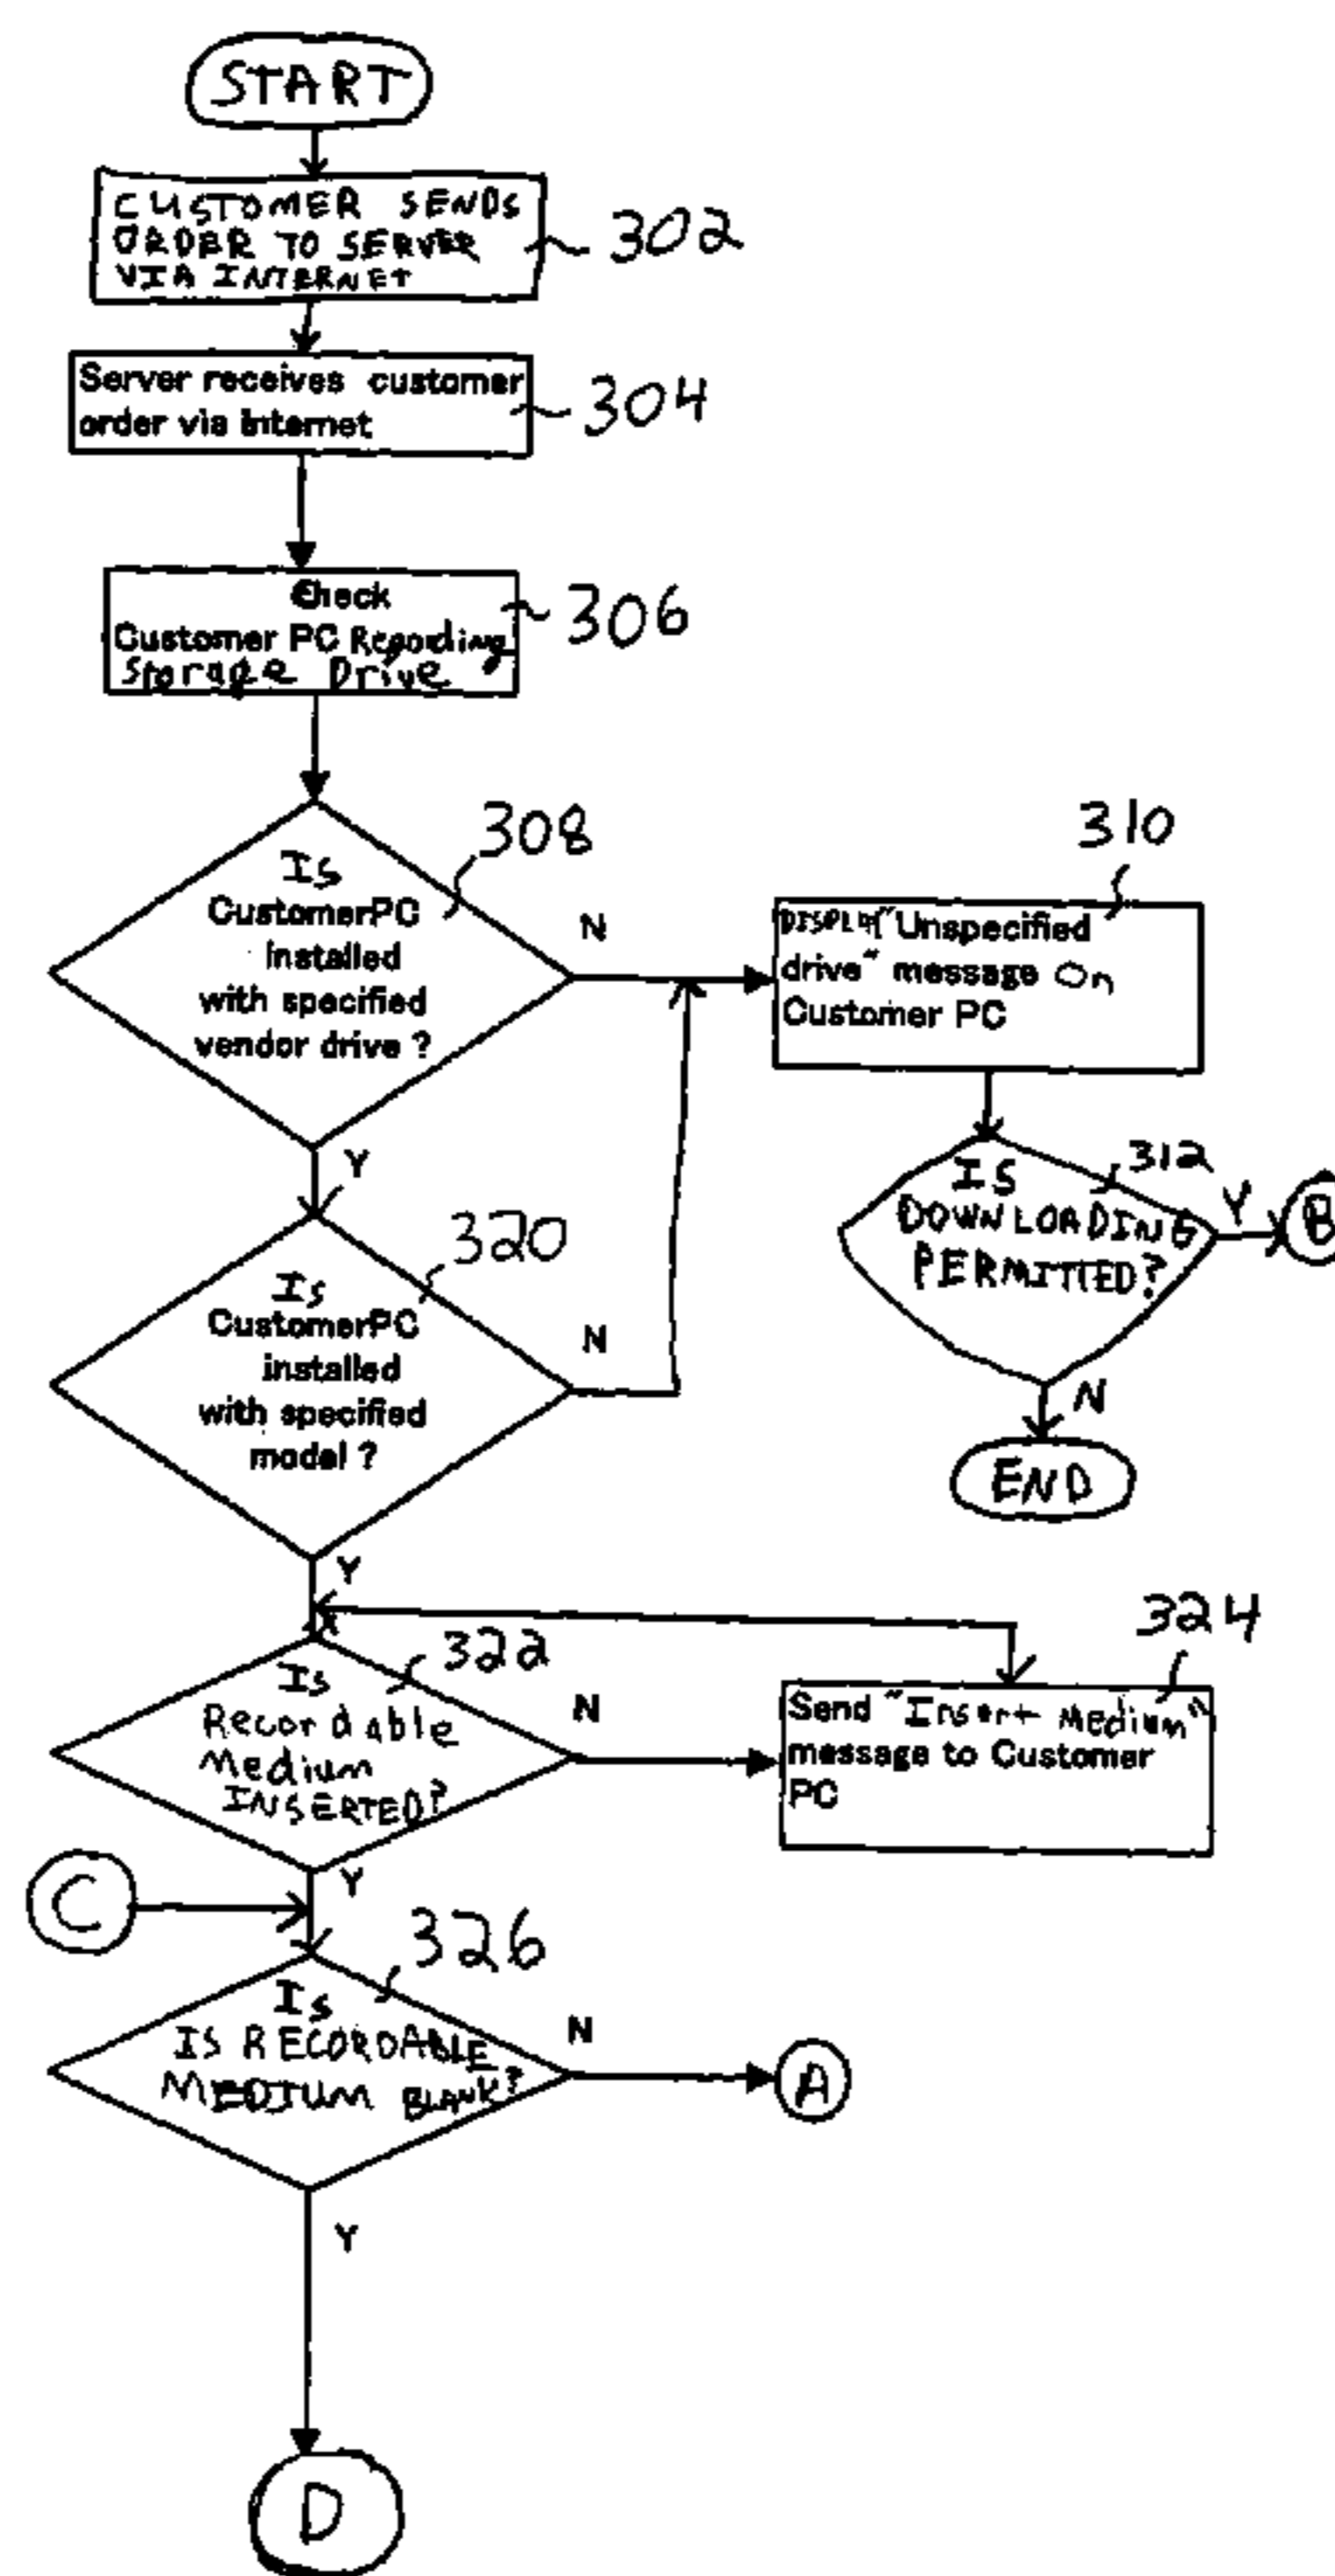 START
CUSTOMER SENDS
ORDER TO SERVER
VIA INTERNET
302
Server receives customer
order via Internet
304
Check
Customer PC Recording
Storage Drive
306
308
Is
CustomerPC
installed
with specified
vendor drive ?
N
Y
310
DISPLAY "Unspecified
drive" message On
Customer PC
312
IS
DOWNLOADING
PERMITTED?
Y
B
N
END
320
Is
CustomerPC
installed
with specified
model ?
N
Y
322
Is
Recordable
Medium
INSERTED?
N
Y
324
Send "Insert Medium"
message to Customer
PC
C
326
Is
IS RECORDABLE
MEDIUM BLANK?
N
A
Y
D